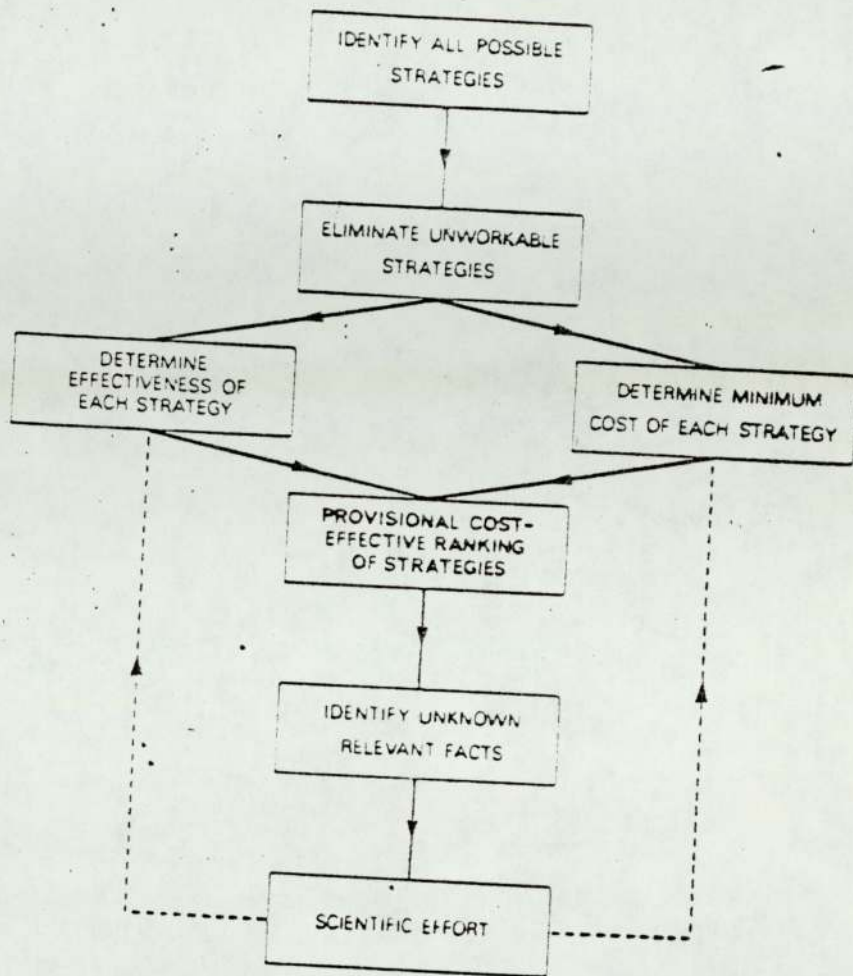 IDENTIFY ALL POSSIBLE
STRATEGIES
ELIMINATE UNWORKABLE
STRATEGIES
DETERMINE
EFFECTIVENESS OF
EACH STRATEGY
DETERMINE MINIMUM
COST OF EACH STRATEGY
PROVISIONAL COST-
EFFECTIVE RANKING
OF STRATEGIES
IDENTIFY UNKNOWN
RELEVANT FACTS
SCIENTIFIC EFFORT